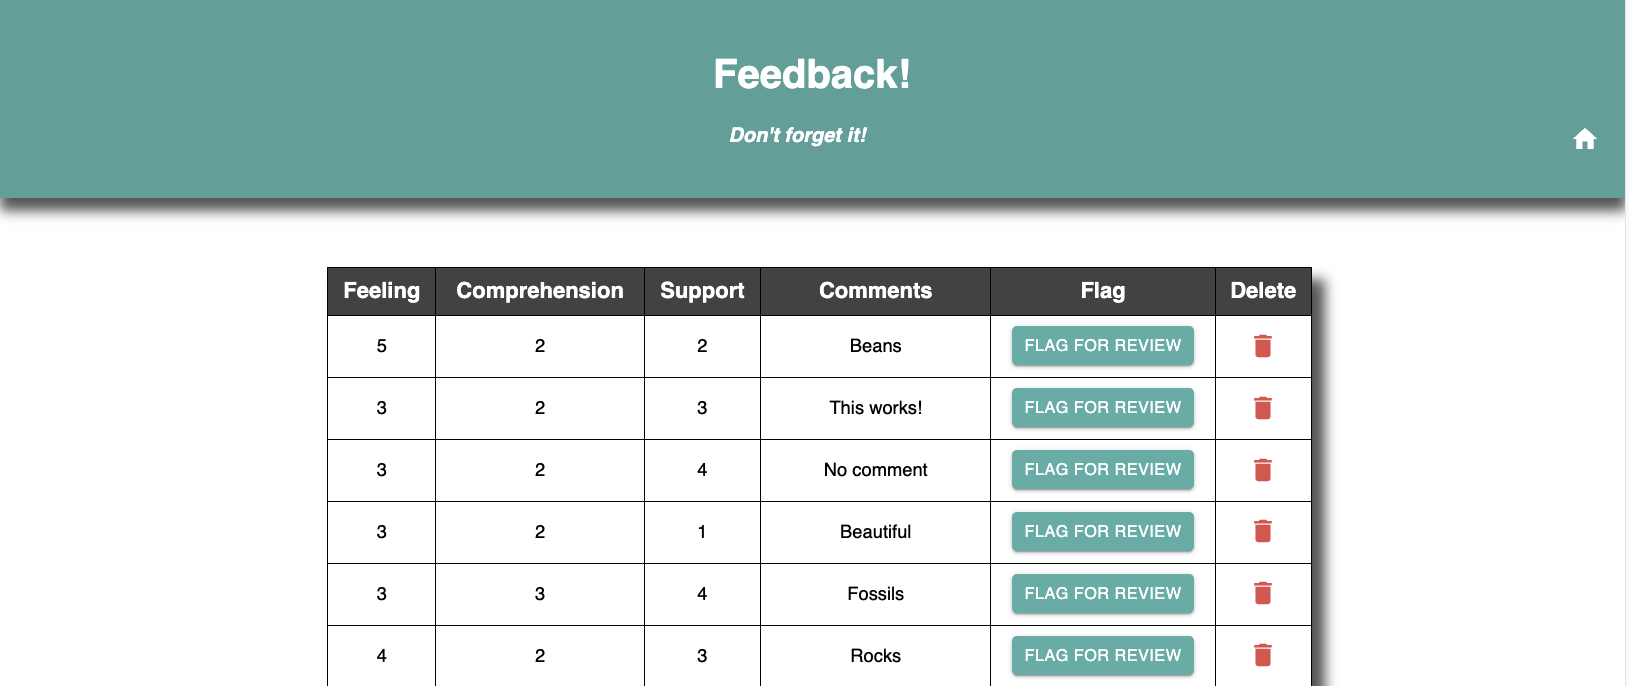 Feedback!
Don't forget it!
Feeling Comprehension Support Comments Flag Delete
5 2 2 Beans FLAG FOR REVIEW
3 2 3 This works! FLAG FOR REVIEW
3 2 4 No comment FLAG FOR REVIEW
3 2 1 Beautiful FLAG FOR REVIEW
3 3 4 Fossils FLAG FOR REVIEW
4 2 3 Rocks FLAG FOR REVIEW